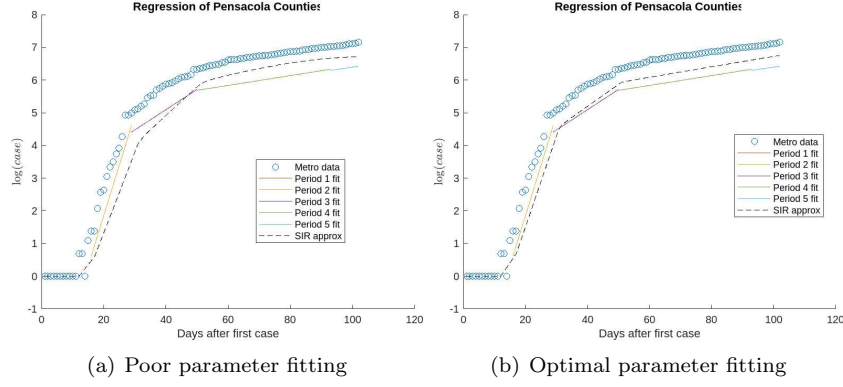 Regression of Pensacola Counties
8
7
6
5
4
3
2
1
0
-1
log(case)
Metro data
Period 1 fit
Period 2 fit
Period 3 fit
Period 4 fit
Period 5 fit
SIR approx
0 20 40 60 80 100 120
Days after first case
(a) Poor parameter fitting
Regression of Pensacola Counties
8
7
6
5
4
3
2
1
0
-1
log(case)
Metro data
Period 1 fit
Period 2 fit
Period 3 fit
Period 4 fit
Period 5 fit
SIR approx
0 20 40 60 80 100 120
Days after first case
(b) Optimal parameter fitting